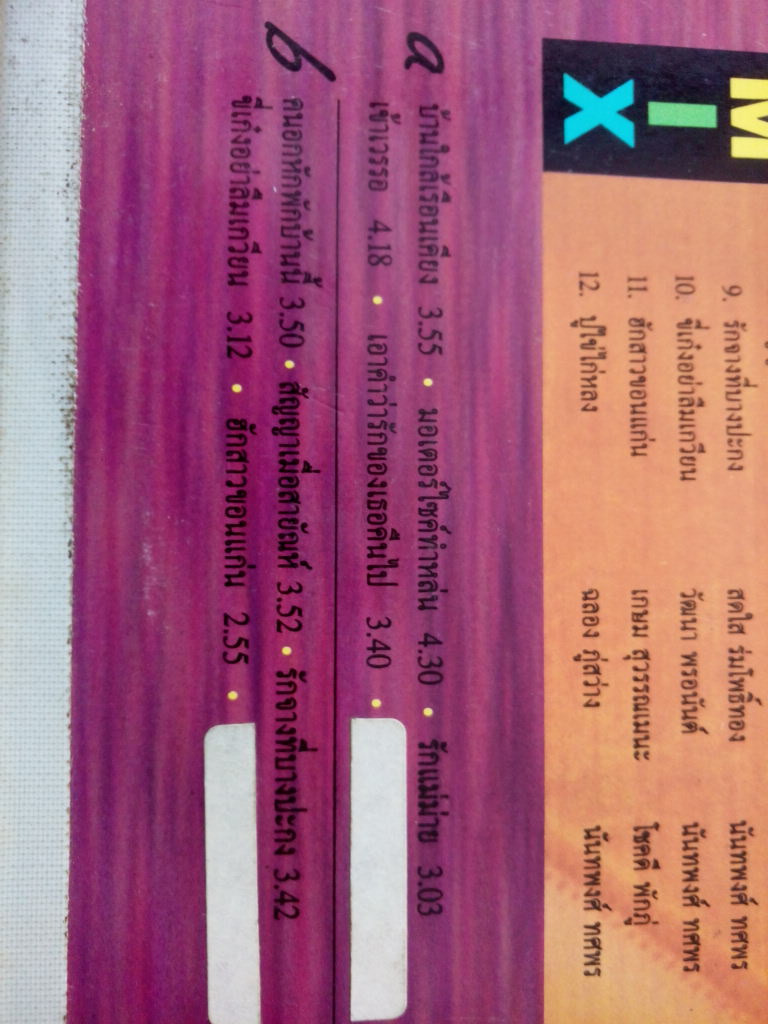 M
I
X
9. รักจางที่บางปะกง สดใส ร่มโพธิ์ทอง นันทพงศ์ ทศพร
10. ขี่เก๋งอย่าลืมเกวียน วัฒนา พรอนันต์ นันทพงศ์ ทศพร
11. ฮักสาวขอนแก่น เกษม สุวรรณเมนะ โชคดี พักภู่
12. ปูไข่ไก่หลง ฉลอง ภู่สว่าง นันทพงศ์ ทศพร
a บ้านใกล้เรือนเคียง 3.55 • มอเตอร์ไซค์ทำหล่น 4.30 • รักแม่ม่าย 3.03
เช้าเวรรอ 4.18 • เอาคำว่ารักของเธอคืนไป 3.40 •
b คนอกหักพักบ้านนี้ 3.50 • สัญญาเมื่อสายัณห์ 3.52 • รักจางที่บางปะกง 3.42
ขี่เก๋งอย่าลืมเกวียน 3.12 • ฮักสาวขอนแก่น 2.55 •